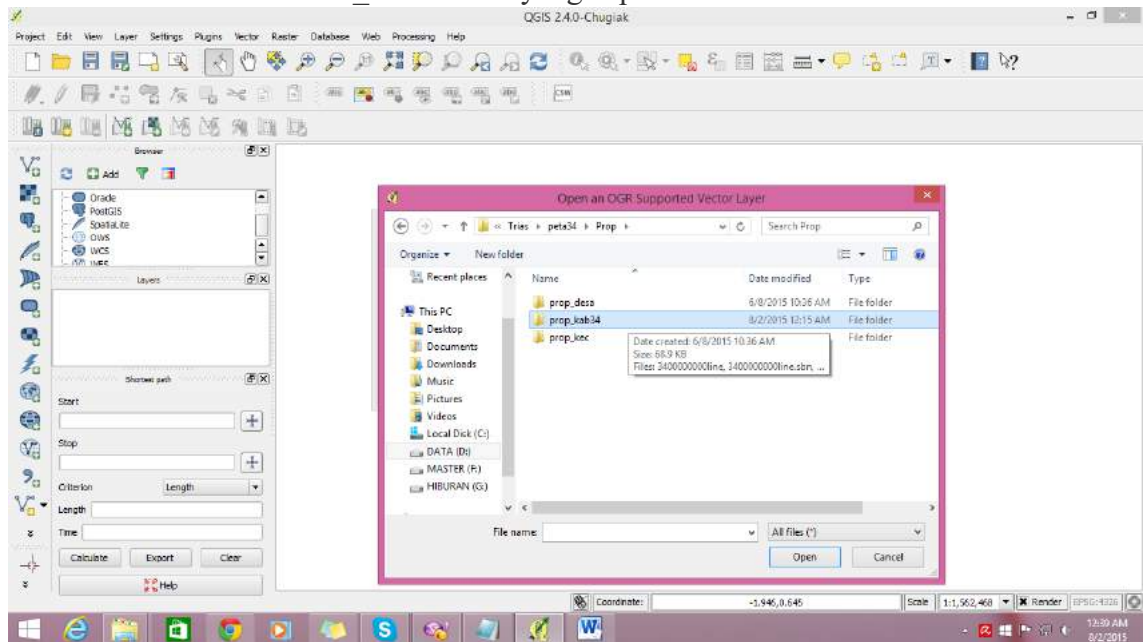 QGIS 2.4.0-Chugiak
Project Edit View Layer Settings Plugins Vector Raster Database Web Processing Help
CSW
Browser
Add
Oracle
PostGIS
SpatiaLite
OWS
WCS
WFS
Layers
Shortest path
Start
Stop
Criterion Length
Length
Time
Calculate Export Clear
Help
Open an OGR Supported Vector Layer
« Tries peta34 Prop
Search Prop
Organize New folder
Recent places
This PC
Desktop
Documents
Downloads
Music
Pictures
Videos
Local Disk (C:)
DATA (D:)
MASTER (F:)
HIBURAN (G:)
Name Date modified Type
prop_desa 6/8/2015 10:36 AM File folder
prop_kab34 8/2/2015 12:15 AM File folder
prop_kec File folder
Date created: 6/8/2015 10:36 AM
Size: 68.9 KB
Files: 3400000000line, 3400000000line.sbn, ...
File name: All files (*)
Open Cancel
Coordinate: -1.946,0.645 Scale 1:1,562,468 Render EPSG:4326
12:39 AM
8/2/2015